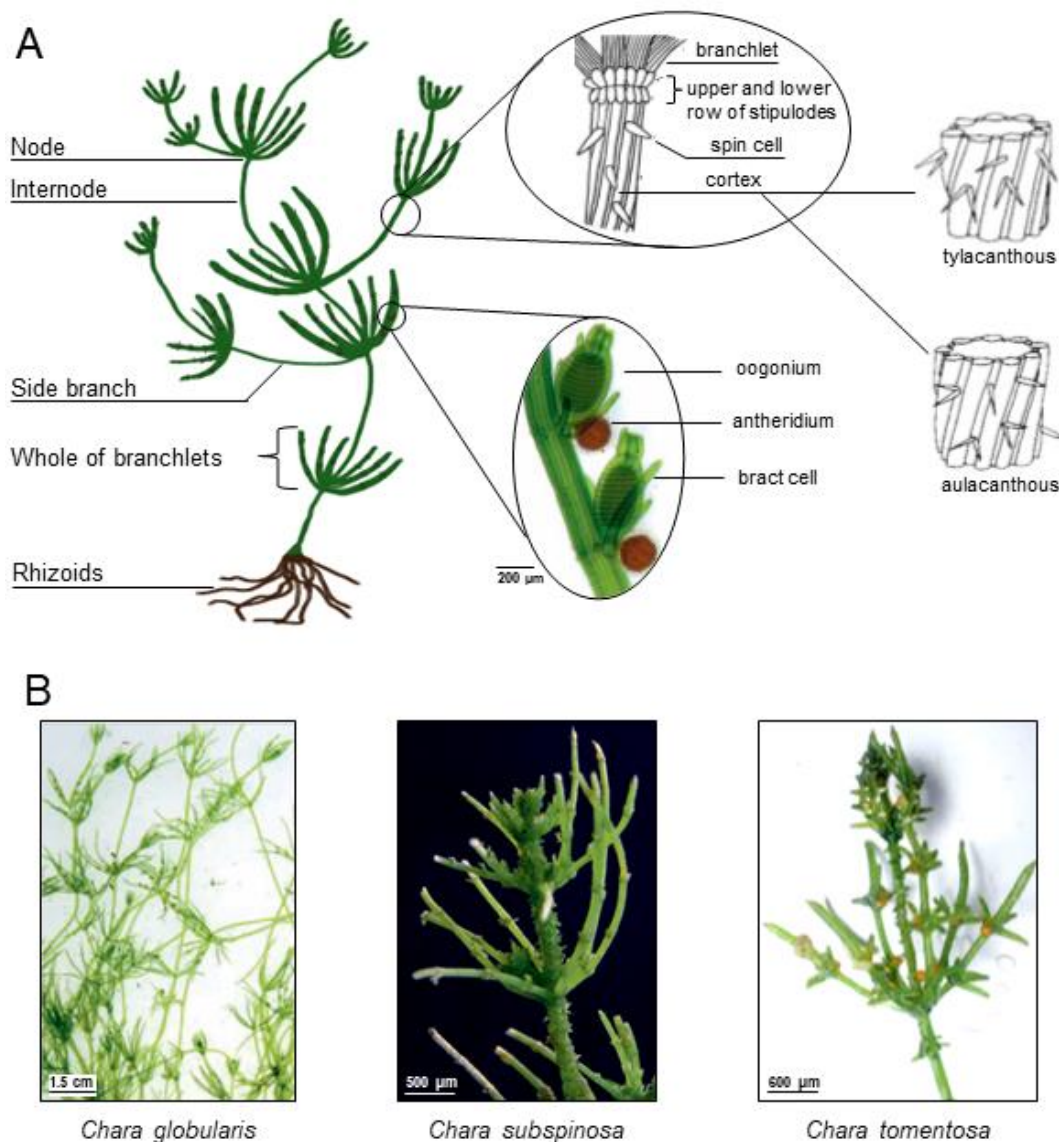 A
Node
Internode
Side branch
Whole of branchlets
Rhizoids
branchlet
upper and lower
row of stipulodes
spin cell
cortex
tylacanthous
aulacanthous
oogonium
antheridium
bract cell
200 µm
B
1.5 cm
500 µm
600 µm
Chara globularis
Chara subspinosa
Chara tomentosa